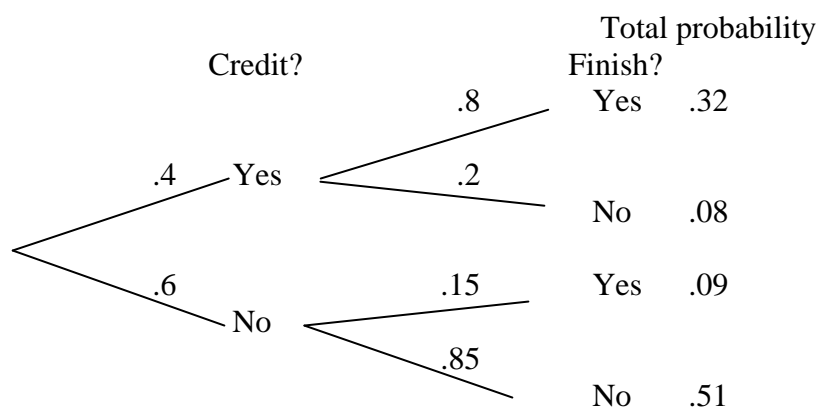 Total probability
Credit? Finish?
.8 Yes .32
.4 Yes .2
No .08
.6 .15 Yes .09
No
.85
No .51